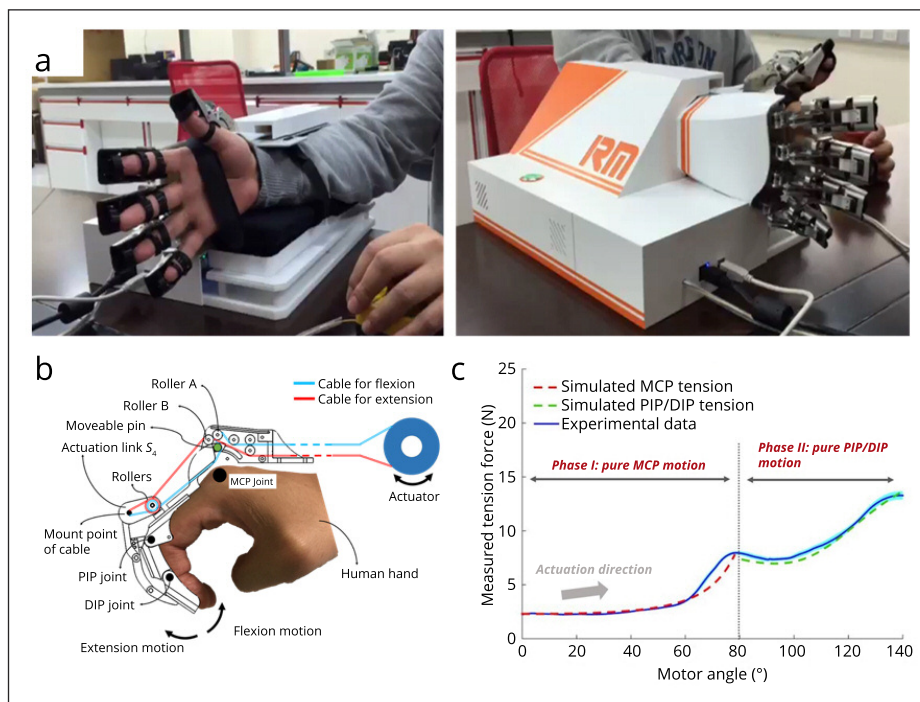 a
IRM
b
Roller A
Roller B
Moveable pin
Actuation link S4
Rollers
Mount point
of cable
PIP joint
DIP joint
Extension motion
Flexion motion
Cable for flexion
Cable for extension
MCP Joint
Actuator
Human hand
c
Measured tension force (N)
25
20
15
10
5
0
Simulated MCP tension
Simulated PIP/DIP tension
Experimental data
Phase I: pure MCP motion
Phase II: pure PIP/DIP
motion
Actuation direction
0 20 40 60 80 00 120 140
Motor angle (°)